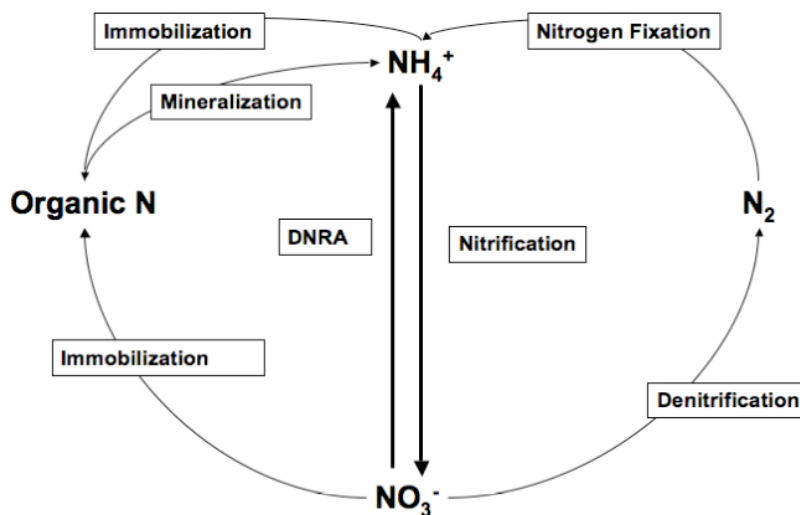 Immobilization
Nitrogen Fixation
NH₄⁺
Mineralization
Organic N
N₂
DNRA
Nitrification
Immobilization
Denitrification
NO₃⁻